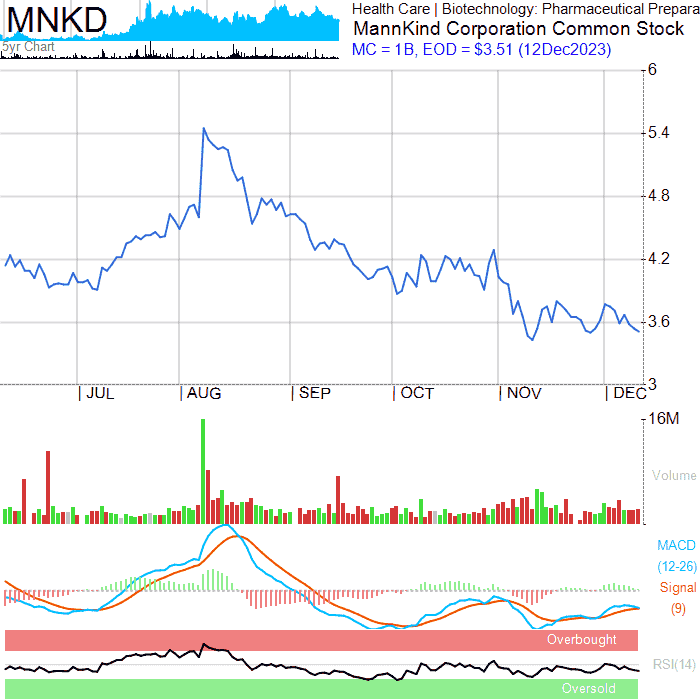 MNKD
5yr Chart
Health Care | Biotechnology: Pharmaceutical Prepara
MannKind Corporation Common Stock
MC = 1B, EOD = $3.51 (12Dec2023)
6
5.4
4.8
4.2
3.6
3
JUL
AUG
SEP
OCT
NOV
DEC
16M
Volume
MACD
(12-26)
Signal
(9)
Overbought
RSI(14)
Oversold